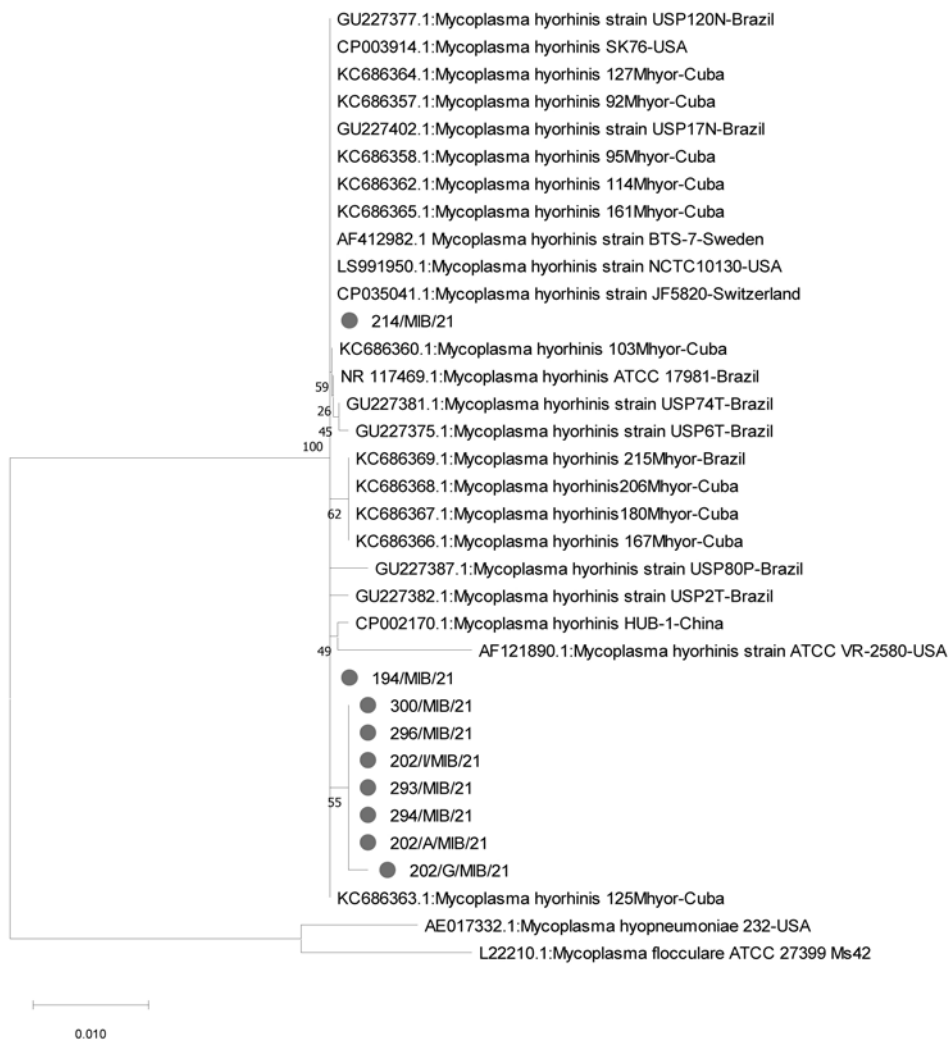 GU227377.1:Mycoplasma hyorhinis strain USP120N-Brazil
CP003914.1:Mycoplasma hyorhinis SK76-USA
KC686364.1:Mycoplasma hyorhinis 127Mhyor-Cuba
KC686357.1:Mycoplasma hyorhinis 92Mhyor-Cuba
GU227402.1:Mycoplasma hyorhinis strain USP17N-Brazil
KC686358.1:Mycoplasma hyorhinis 95Mhyor-Cuba
KC686362.1:Mycoplasma hyorhinis 114Mhyor-Cuba
KC686365.1:Mycoplasma hyorhinis 161Mhyor-Cuba
AF412982.1 Mycoplasma hyorhinis strain BTS-7-Sweden
LS991950.1:Mycoplasma hyorhinis strain NCTC10130-USA
CP035041.1:Mycoplasma hyorhinis strain JF5820-Switzerland
214/MIB/21
KC686360.1:Mycoplasma hyorhinis 103Mhyor-Cuba
NR 117469.1:Mycoplasma hyorhinis ATCC 17981-Brazil
59
GU227381.1:Mycoplasma hyorhinis strain USP74T-Brazil
26
GU227375.1:Mycoplasma hyorhinis strain USP6T-Brazil
45
100
KC686369.1:Mycoplasma hyorhinis 215Mhyor-Brazil
KC686368.1:Mycoplasma hyorhinis206Mhyor-Cuba
KC686367.1:Mycoplasma hyorhinis180Mhyor-Cuba
62
KC686366.1:Mycoplasma hyorhinis 167Mhyor-Cuba
GU227387.1:Mycoplasma hyorhinis strain USP80P-Brazil
GU227382.1:Mycoplasma hyorhinis strain USP2T-Brazil
CP002170.1:Mycoplasma hyorhinis HUB-1-China
49
AF121890.1:Mycoplasma hyorhinis strain ATCC VR-2580-USA
194/MIB/21
300/MIB/21
296/MIB/21
202/I/MIB/21
293/MIB/21
55
294/MIB/21
202/A/MIB/21
202/G/MIB/21
KC686363.1:Mycoplasma hyorhinis 125Mhyor-Cuba
AE017332.1:Mycoplasma hyopneumoniae 232-USA
L22210.1:Mycoplasma flocculare ATCC 27399 Ms42
0.010